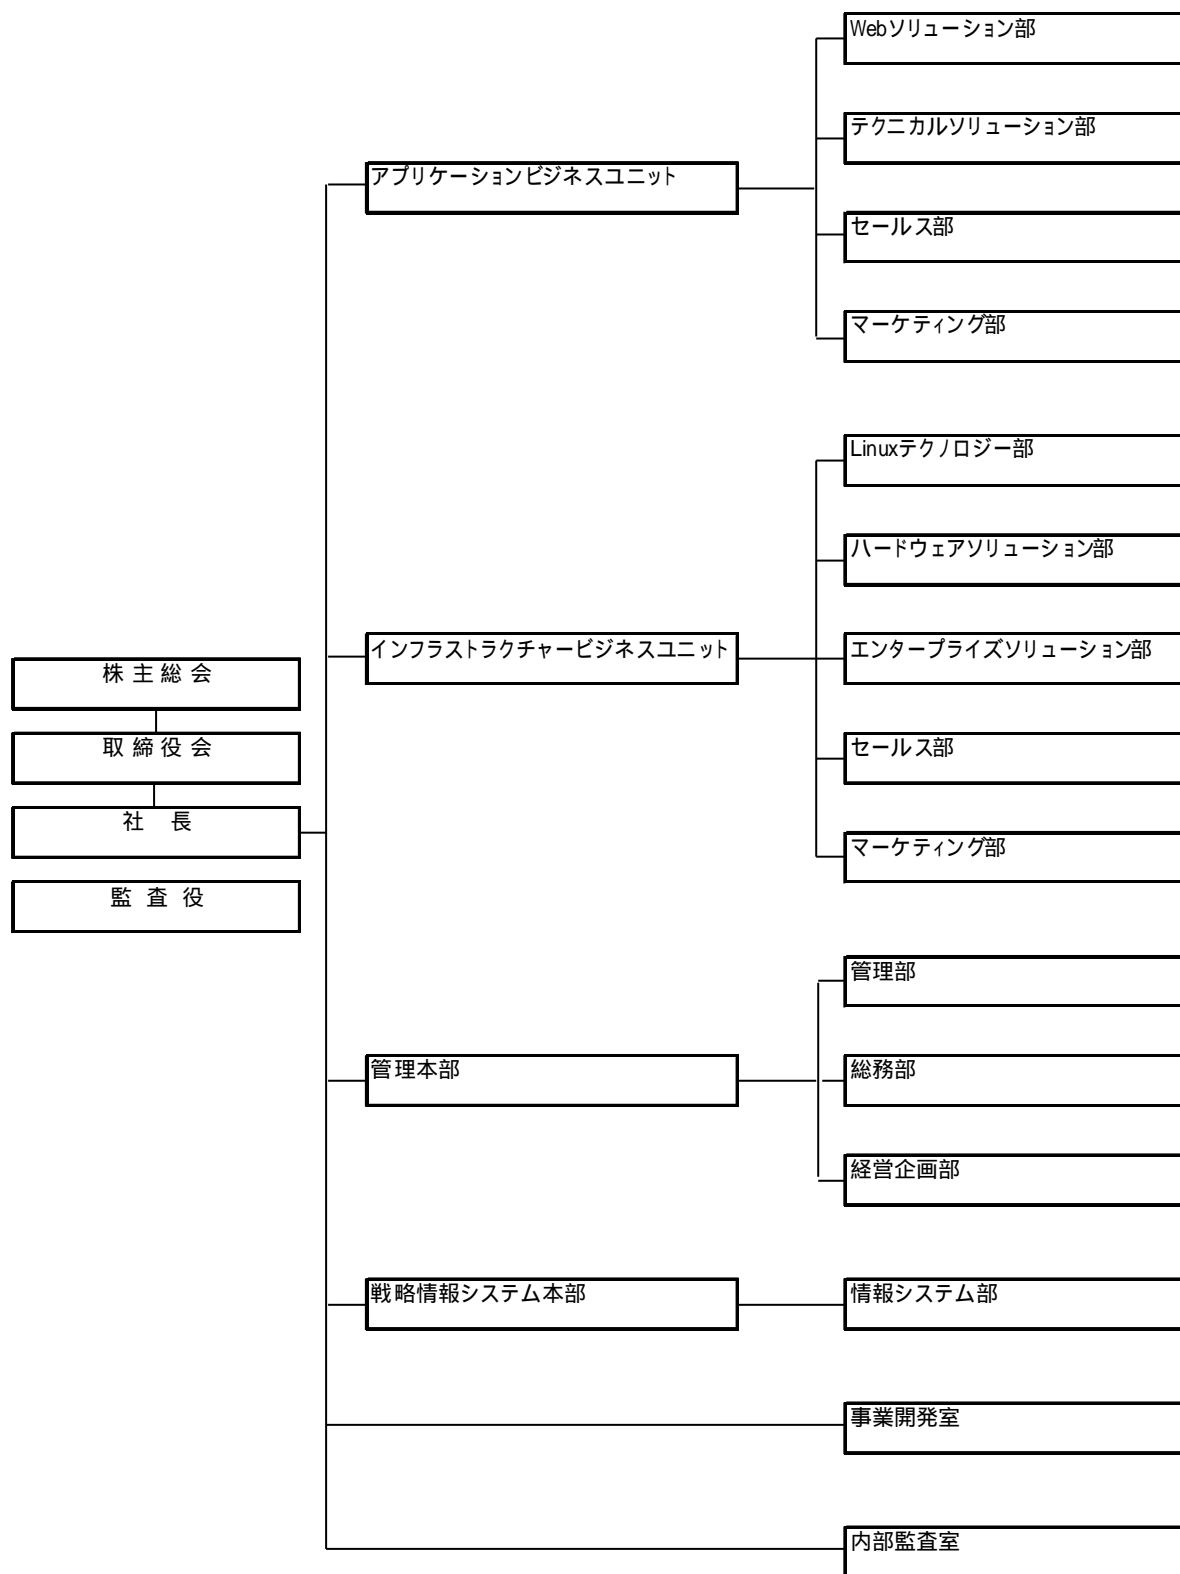 株 主 総 会
取 締 役 会
社　長
監 査 役
アプリケーションビジネスユニット
Webソリューション部
テクニカルソリューション部
セールス部
マーケティング部
インフラストラクチャービジネスユニット
Linuxテクノロジー部
ハードウェアソリューション部
エンタープライズソリューション部
セールス部
マーケティング部
管理本部
管理部
総務部
経営企画部
戦略情報システム本部
情報システム部
事業開発室
内部監査室